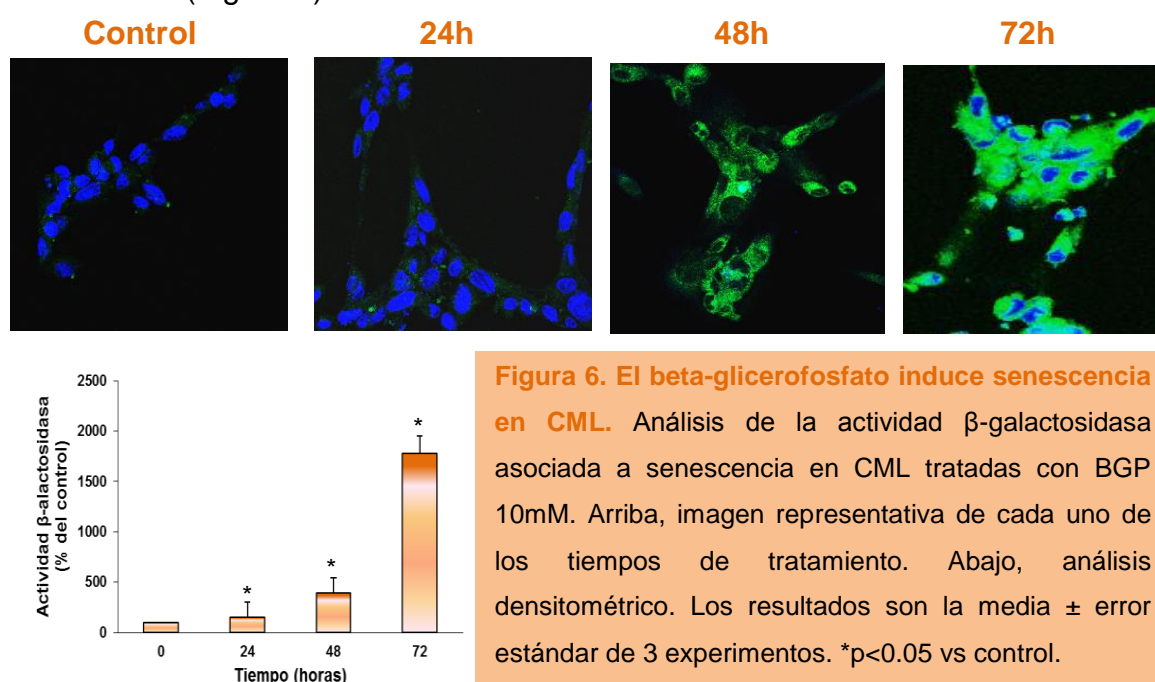 Control 24h 48h 72h
Actividad β-alactosidasa
(% del control)
2500
2000
1500
1000
500
0
*
*
*
0 24 48 72
Tiempo (horas)
Figura 6. El beta-glicerofosfato induce senescencia
en CML. Análisis de la actividad β-galactosidasa
asociada a senescencia en CML tratadas con BGP
10mM. Arriba, imagen representativa de cada uno de
los tiempos de tratamiento. Abajo, análisis
densitométrico. Los resultados son la media ± error
estándar de 3 experimentos. *p<0.05 vs control.